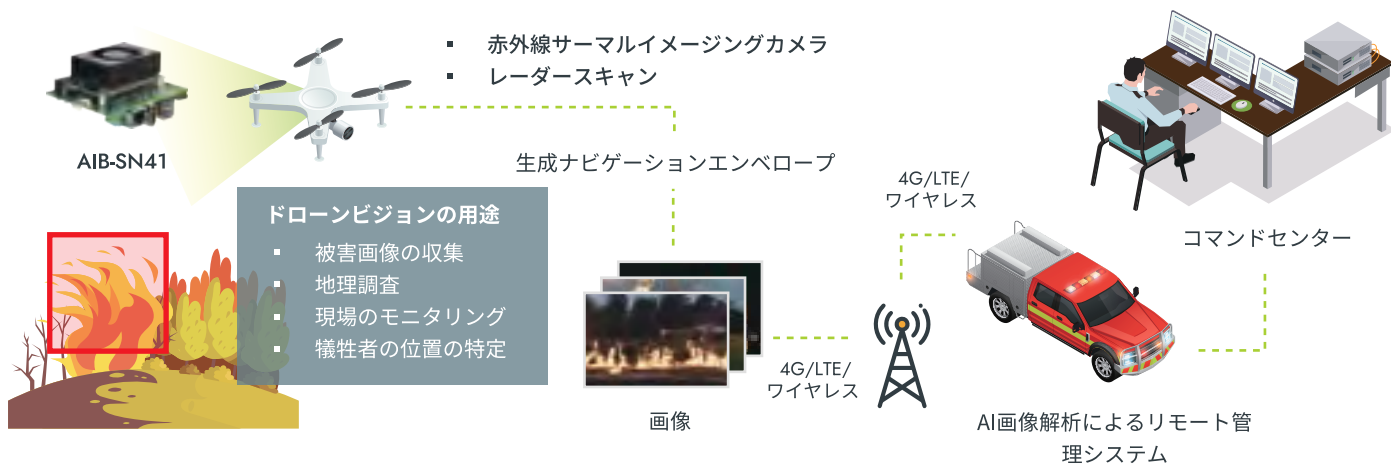 赤外線サーマルイメージングカメラ
レーダースキャン
AIB-SN41
生成ナビゲーションエンベロープ
ドローンビジョンの用途
被害画像の収集
地理調査
現場のモニタリング
犠牲者の位置の特定
画像
4G/LTE/
ワイヤレス
4G/LTE/
ワイヤレス
コマンドセンター
AI画像解析によるリモート管
理システム